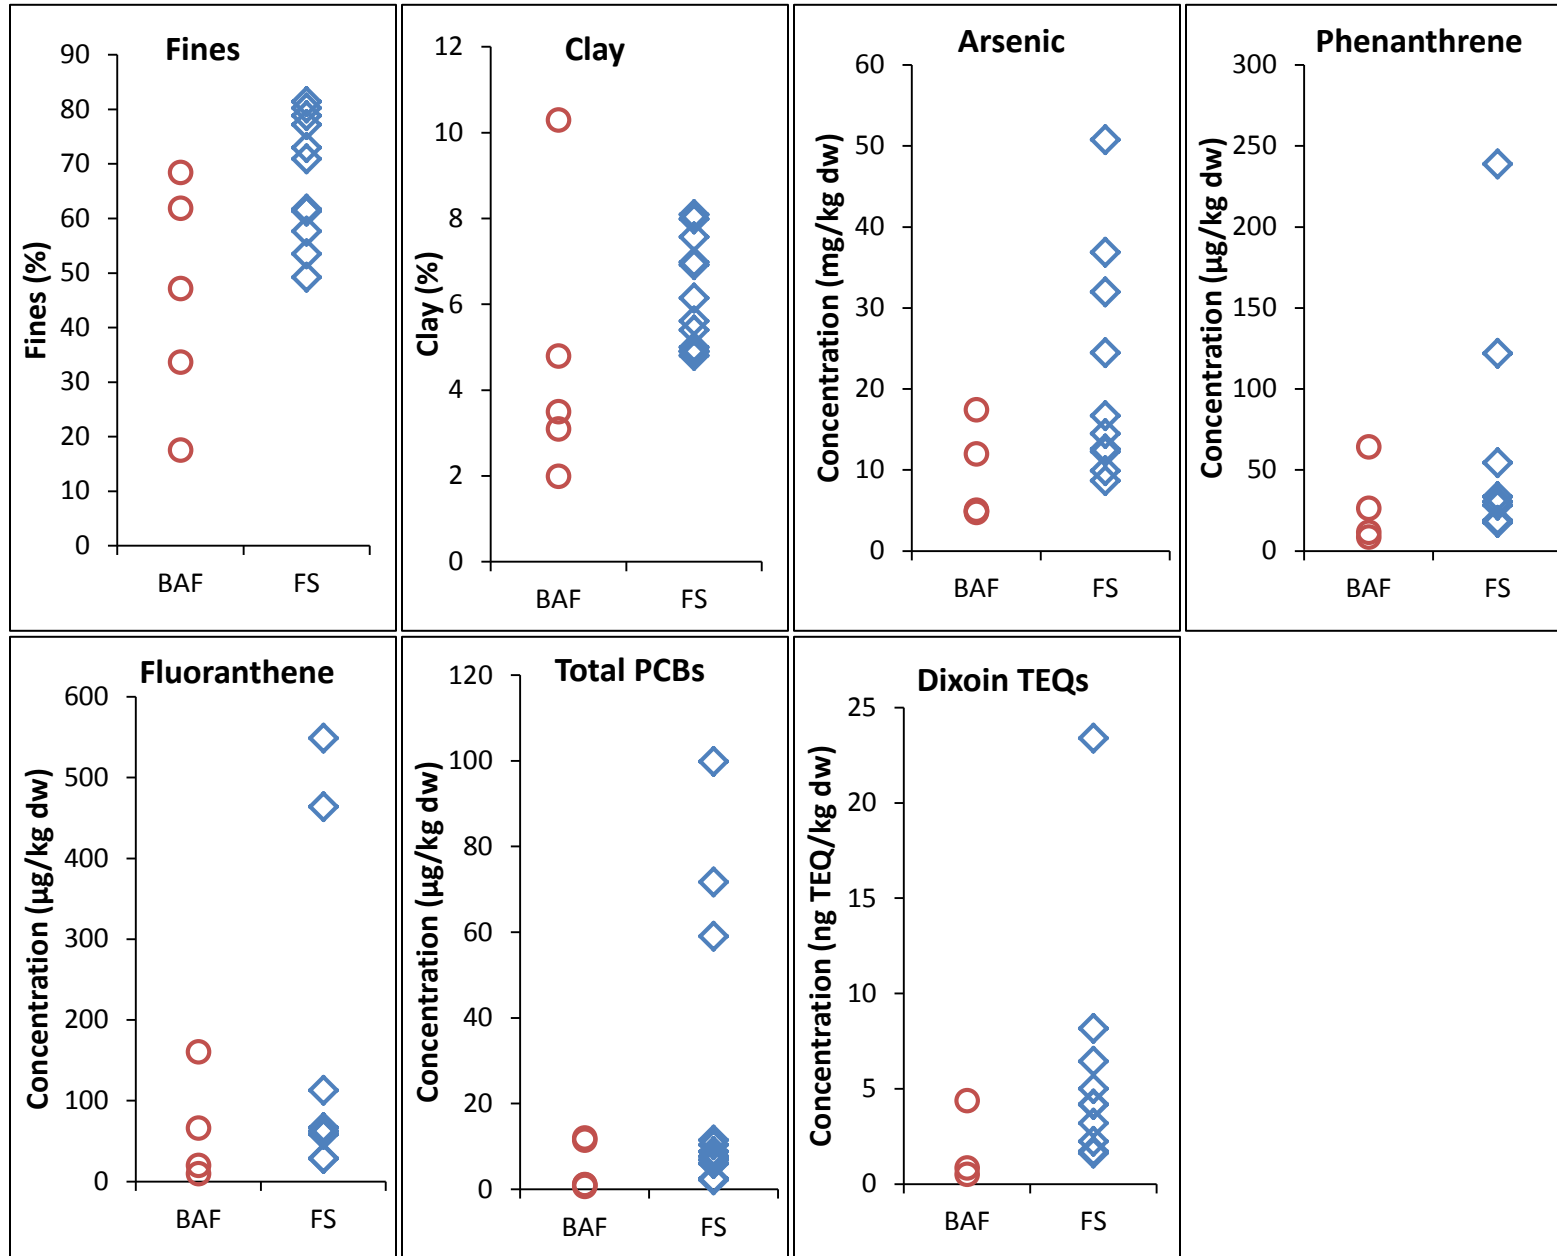 Fines
Fines (%)
90
80
70
60
50
40
30
20
10
0
BAF FS
Clay
Clay (%)
12
10
8
6
4
2
0
BAF FS
Arsenic
Concentration (mg/kg dw)
60
50
40
30
20
10
0
BAF FS
Phenanthrene
Concentration (µg/kg dw)
300
250
200
150
100
50
0
BAF FS
Fluoranthene
Concentration (µg/kg dw)
600
500
400
300
200
100
0
BAF FS
Total PCBs
Concentration (µg/kg dw)
120
100
80
60
40
20
0
BAF FS
Dixoin TEQs
Concentration (ng TEQ/kg dw)
25
20
15
10
5
0
BAF FS